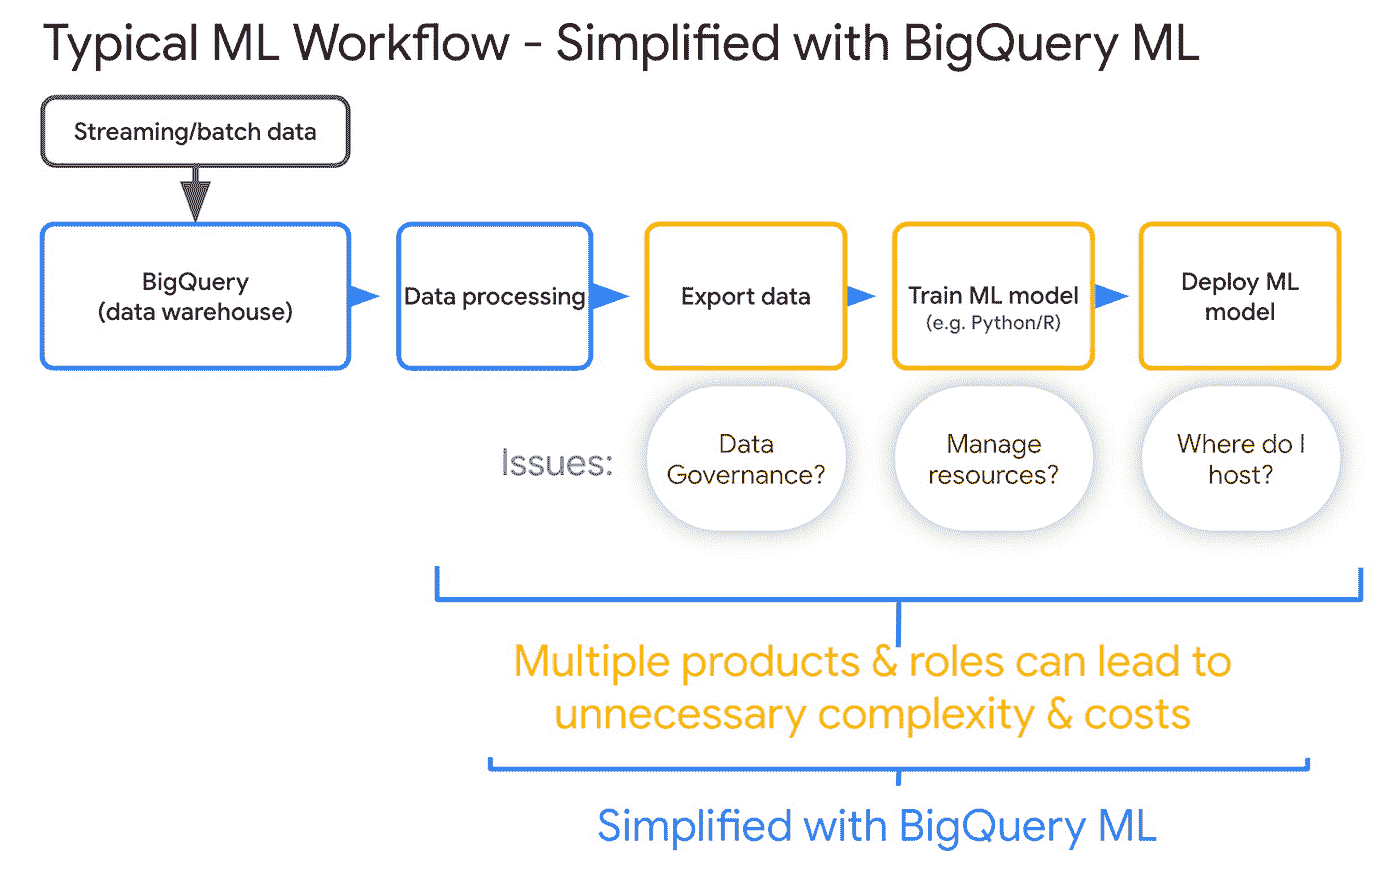 Typical ML Workflow - Simplified with BigQuery ML
Streaming/batch data
BigQuery
(data warehouse)
Data processing
Export data
Train ML model
(e.g. Python/R)
Deploy ML
model
Issues:
Data
Governance?
Manage
resources?
Where do I
host?
Multiple products & roles can lead to
unnecessary complexity & costs
Simplified with BigQuery ML